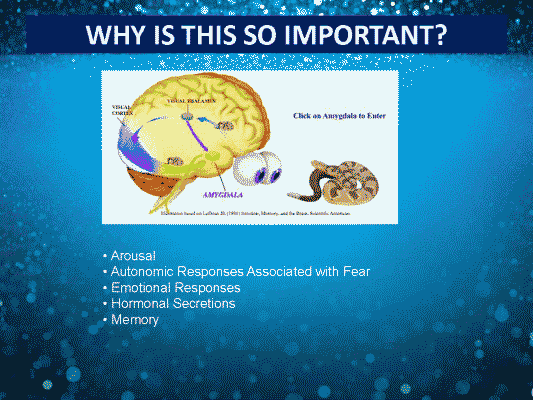 WHY IS THIS SO IMPORTANT?
VISUAL THALAMUS
VISUAL
CORTEX
Click on Amygdala to Enter
AMYGDALA
Illustration based on LeDoux JE (1994) Emotion, Memory, and the Brain, Scientific American.
• Arousal
• Autonomic Responses Associated with Fear
• Emotional Responses
• Hormonal Secretions
• Memory